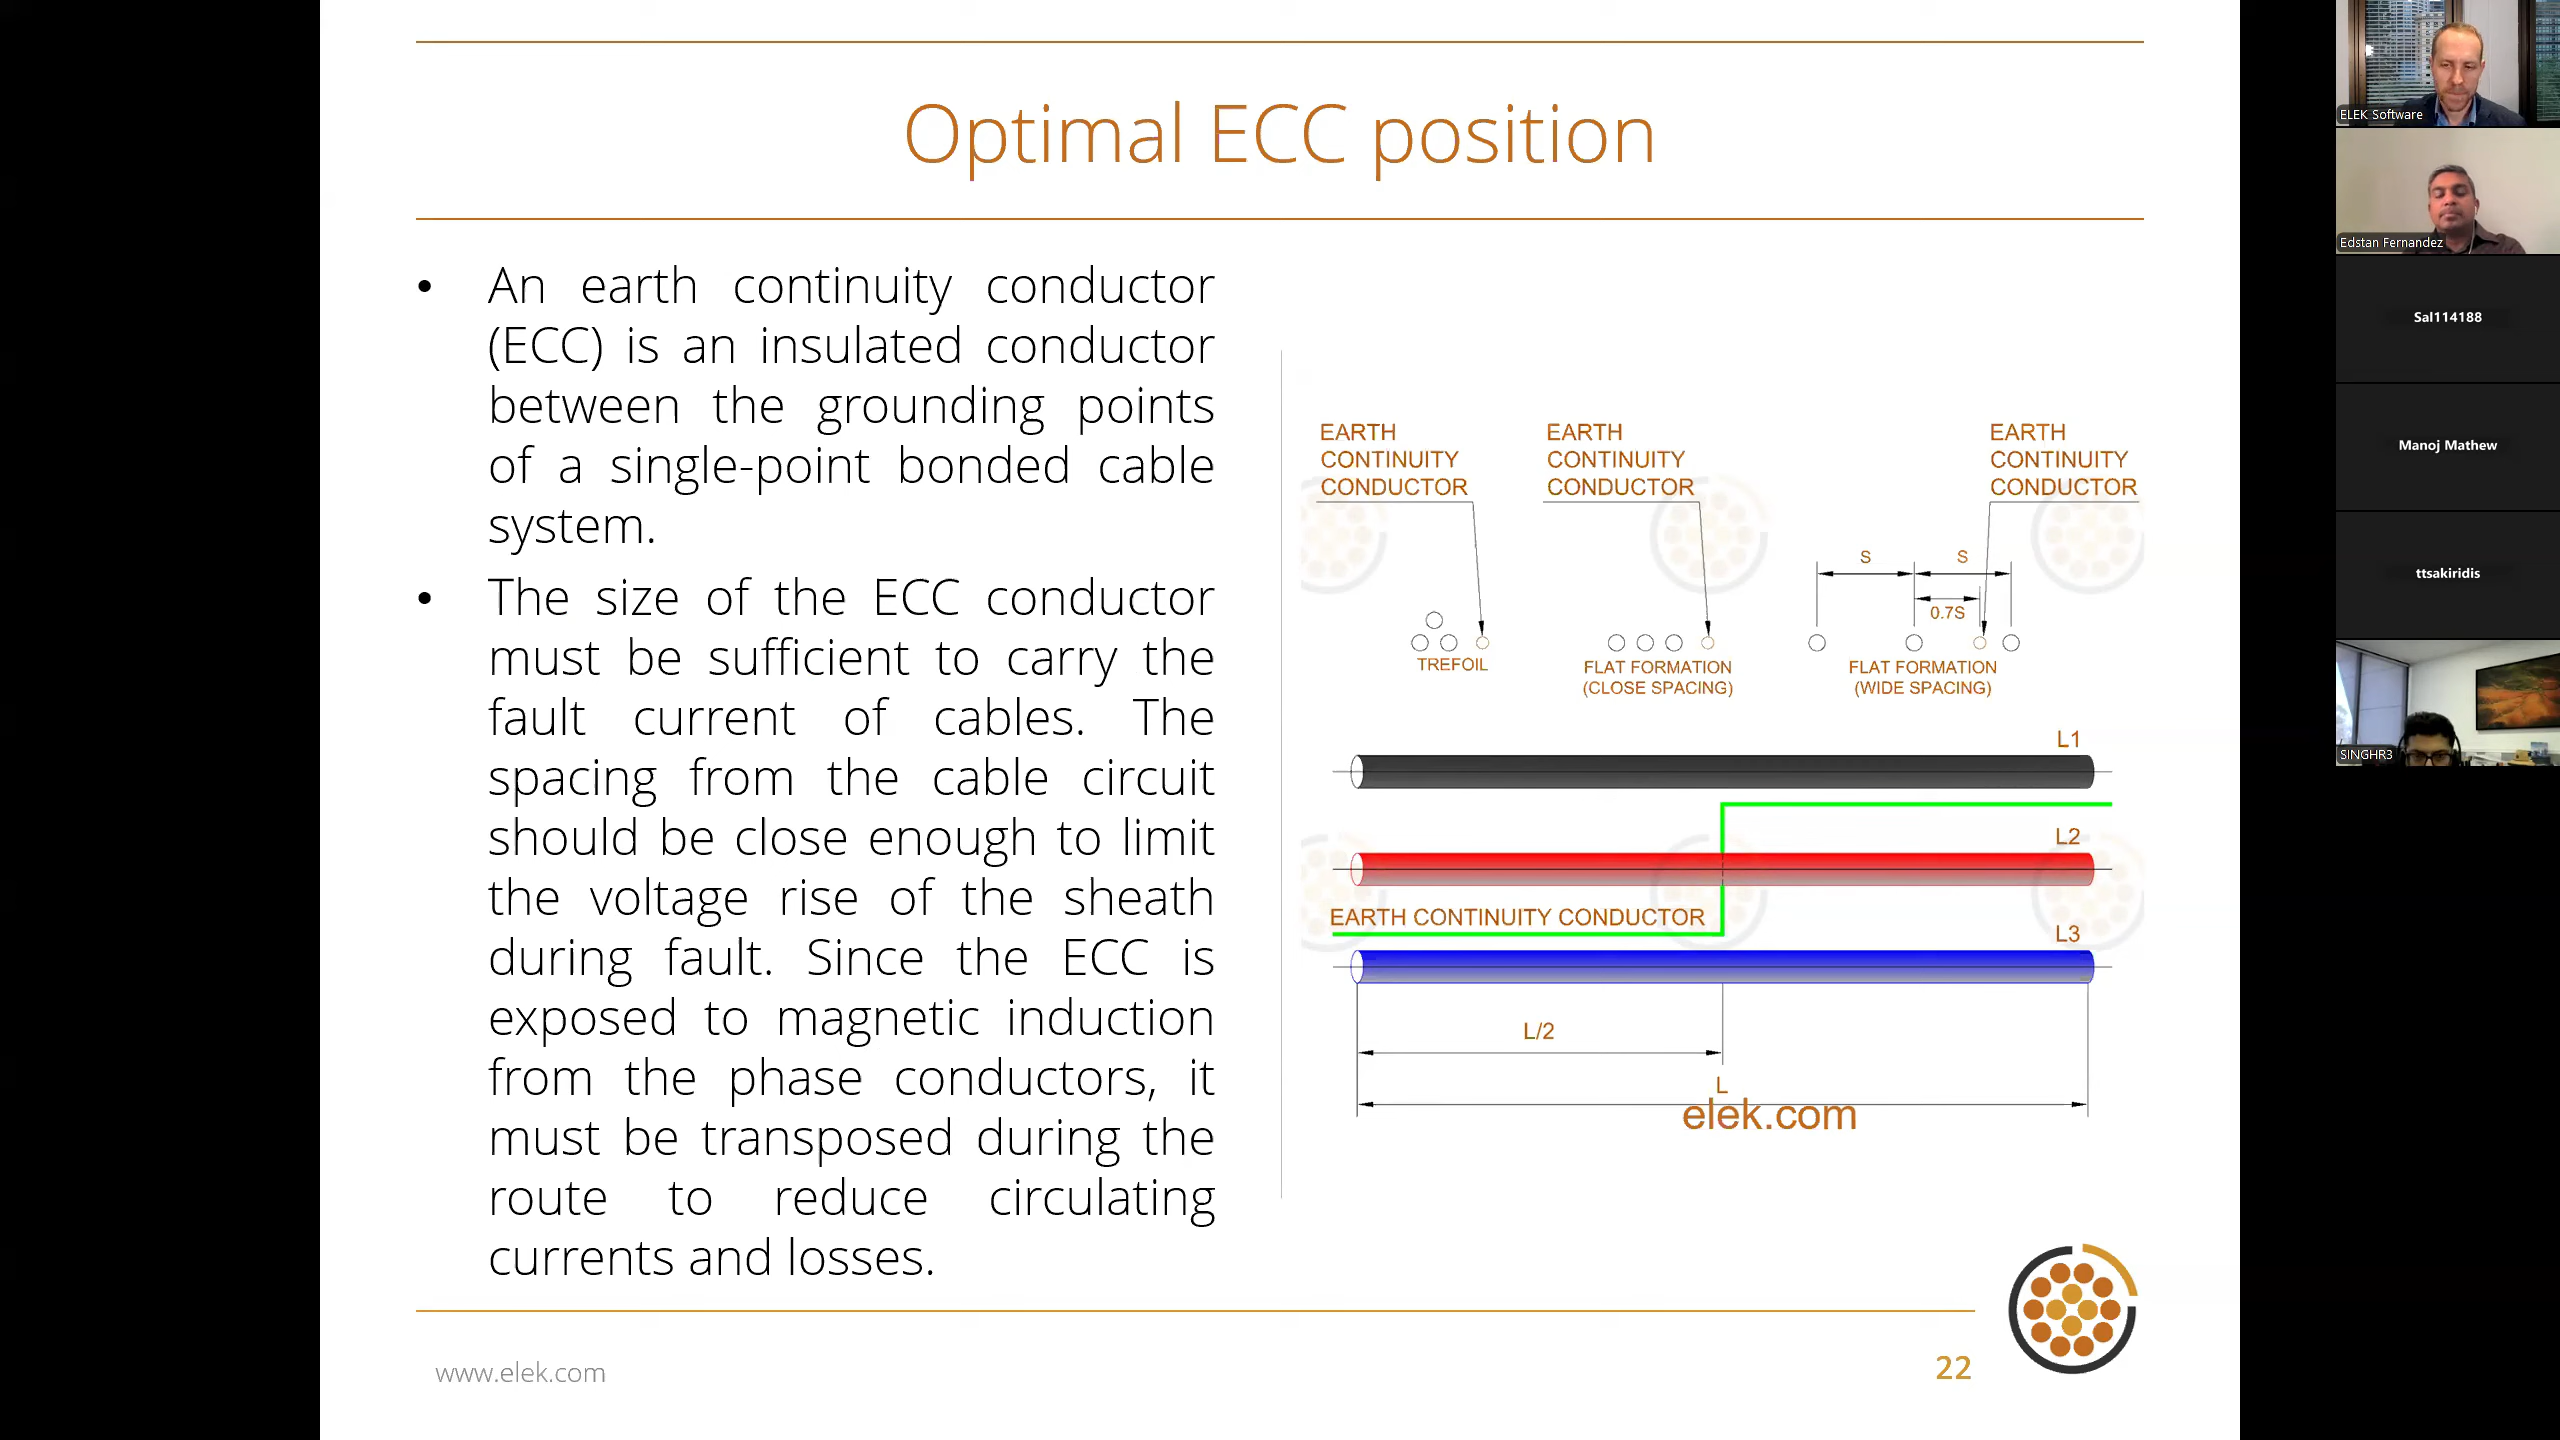 Optimal ECC position
• An earth continuity conductor
(ECC) is an insulated conductor
between the grounding points
of a single-point bonded cable
system.
• The size of the ECC conductor
must be sufficient to carry the
fault current of cables. The
spacing from the cable circuit
should be close enough to limit
the voltage rise of the sheath
during fault. Since the ECC is
exposed to magnetic induction
from the phase conductors, it
must be transposed during the
route to reduce circulating
currents and losses.
EARTH
CONTINUITY
CONDUCTOR
EARTH
CONTINUITY
CONDUCTOR
EARTH
CONTINUITY
CONDUCTOR
S
S
0.7S
TREFOIL
FLAT FORMATION
(CLOSE SPACING)
FLAT FORMATION
(WIDE SPACING)
L1
L2
EARTH CONTINUITY CONDUCTOR
L3
L/2
L
elek.com
www.elek.com
22
ELEK Software
Edstan Fernandez
Sal114188
Manoj Mathew
ttsakiridis
SINGHR3